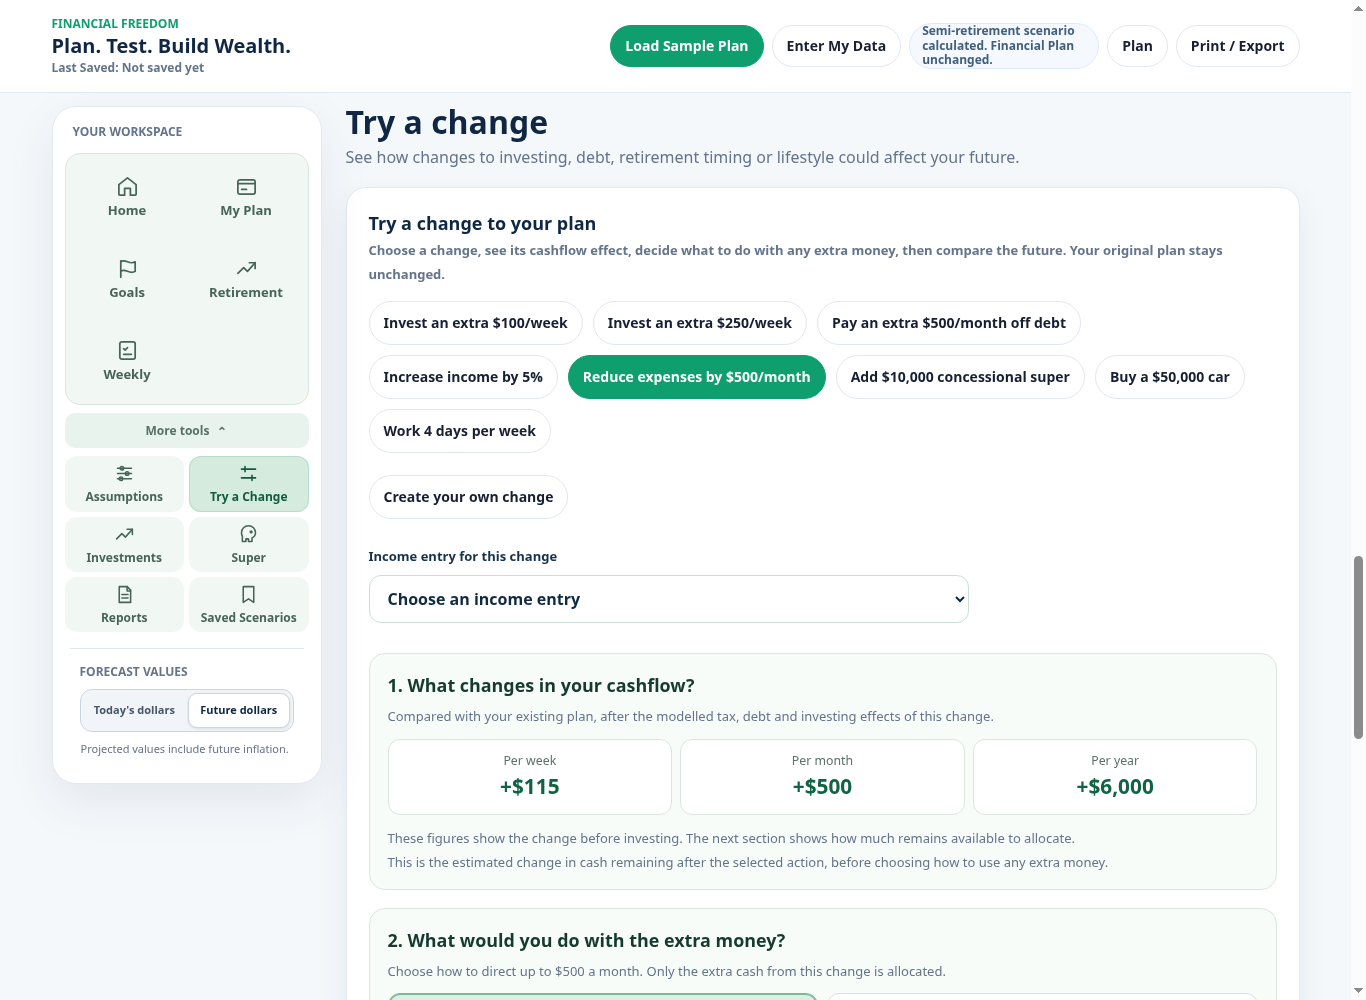 FINANCIAL FREEDOM
Plan. Test. Build Wealth.
Last Saved: Not saved yet
Load Sample Plan
Enter My Data
Semi-retirement scenario
calculated. Financial Plan
unchanged.
Plan
Print / Export
YOUR WORKSPACE
Home
My Plan
Goals
Retirement
Weekly
More tools
Assumptions
Try a Change
Investments
Super
Reports
Saved Scenarios
FORECAST VALUES
Today's dollars
Future dollars
Projected values include future inflation.
Try a change
See how changes to investing, debt, retirement timing or lifestyle could affect your future.
Try a change to your plan
Choose a change, see its cashflow effect, decide what to do with any extra money, then compare the future. Your original plan stays
unchanged.
Invest an extra $100/week
Invest an extra $250/week
Pay an extra $500/month off debt
Increase income by 5%
Reduce expenses by $500/month
Add $10,000 concessional super
Buy a $50,000 car
Work 4 days per week
Create your own change
Income entry for this change
Choose an income entry
1. What changes in your cashflow?
Compared with your existing plan, after the modelled tax, debt and investing effects of this change.
Per week
+$115
Per month
+$500
Per year
+$6,000
These figures show the change before investing. The next section shows how much remains available to allocate.
This is the estimated change in cash remaining after the selected action, before choosing how to use any extra money.
2. What would you do with the extra money?
Choose how to direct up to $500 a month. Only the extra cash from this change is allocated.